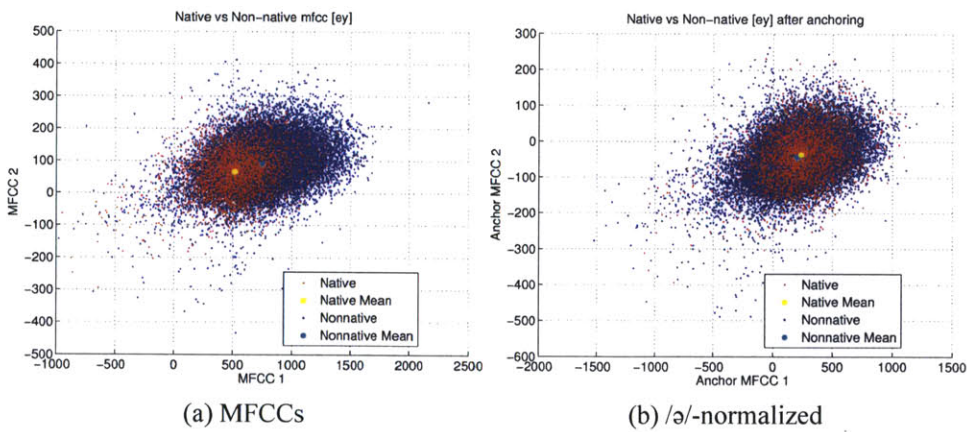 Native vs Non-native mfcc [ey]
500
400
300
200
100
0
−100
−200
−300
−400
−500
MFCC 2
−1000 −500 0 500 1000 1500 2000 2500
MFCC 1
Native
Native Mean
Nonnative
Nonnative Mean
(a) MFCCs
Native vs Non-native [ey] after anchoring
300
200
100
0
−100
−200
−300
−400
−500
−600
Anchor MFCC 2
−2000 −1500 −1000 −500 0 500 1000 1500
Anchor MFCC 1
Native
Native Mean
Nonnative
Nonnative Mean
(b) /ə/-normalized